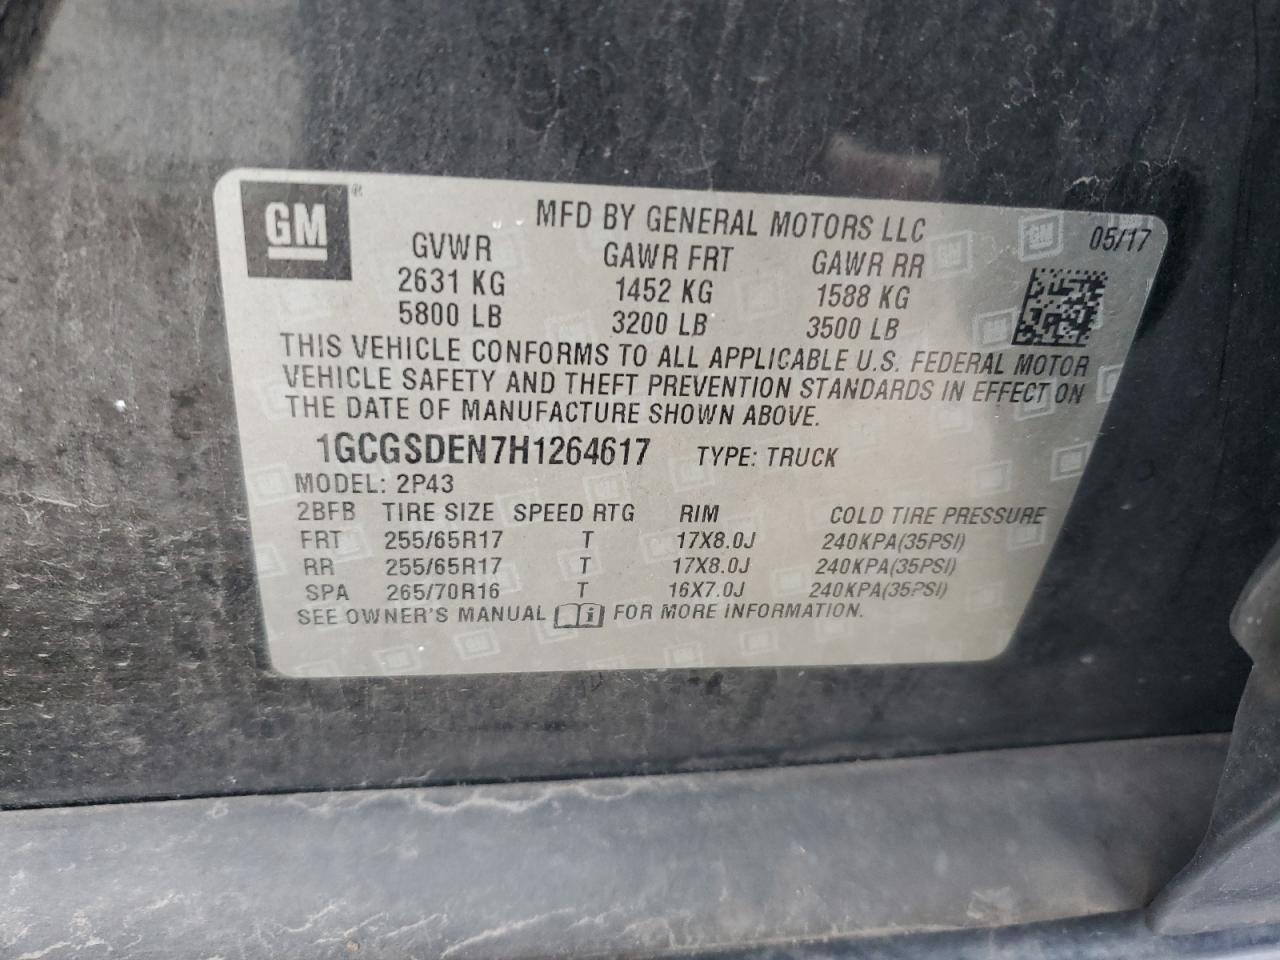 GM®
MFD BY GENERAL MOTORS LLC 05/17
GVWR GAWR FRT GAWR RR
2631 KG 1452 KG 1588 KG
5800 LB 3200 LB 3500 LB
THIS VEHICLE CONFORMS TO ALL APPLICABLE U.S. FEDERAL MOTOR
VEHICLE SAFETY AND THEFT PREVENTION STANDARDS IN EFFECT ON
THE DATE OF MANUFACTURE SHOWN ABOVE.
1GCGSDEN7H1264617 TYPE: TRUCK
MODEL: 2P43
2BFB TIRE SIZE SPEED RTG RIM COLD TIRE PRESSURE
FRT 255/65R17 T 17X8.0J 240KPA(35PSI)
RR 255/65R17 T 17X8.0J 240KPA(35PSI)
SPA 265/70R16 T 16X7.0J 240KPA(35PSI)
SEE OWNER'S MANUAL i FOR MORE INFORMATION.